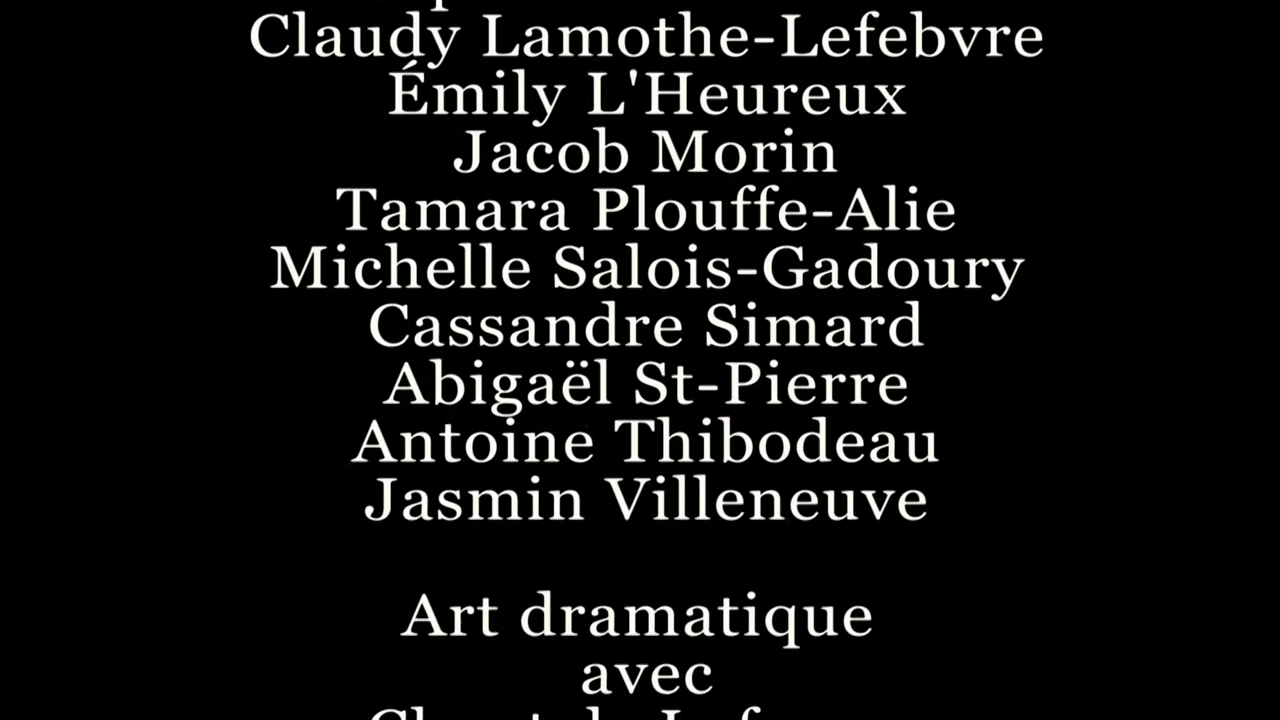 Claudy Lamothe-Lefebvre
Émily L'Heureux
Jacob Morin
Tamara Plouffe-Alie
Michelle Salois-Gadoury
Cassandre Simard
Abigaël St-Pierre
Antoine Thibodeau
Jasmin Villeneuve
Art dramatique
avec